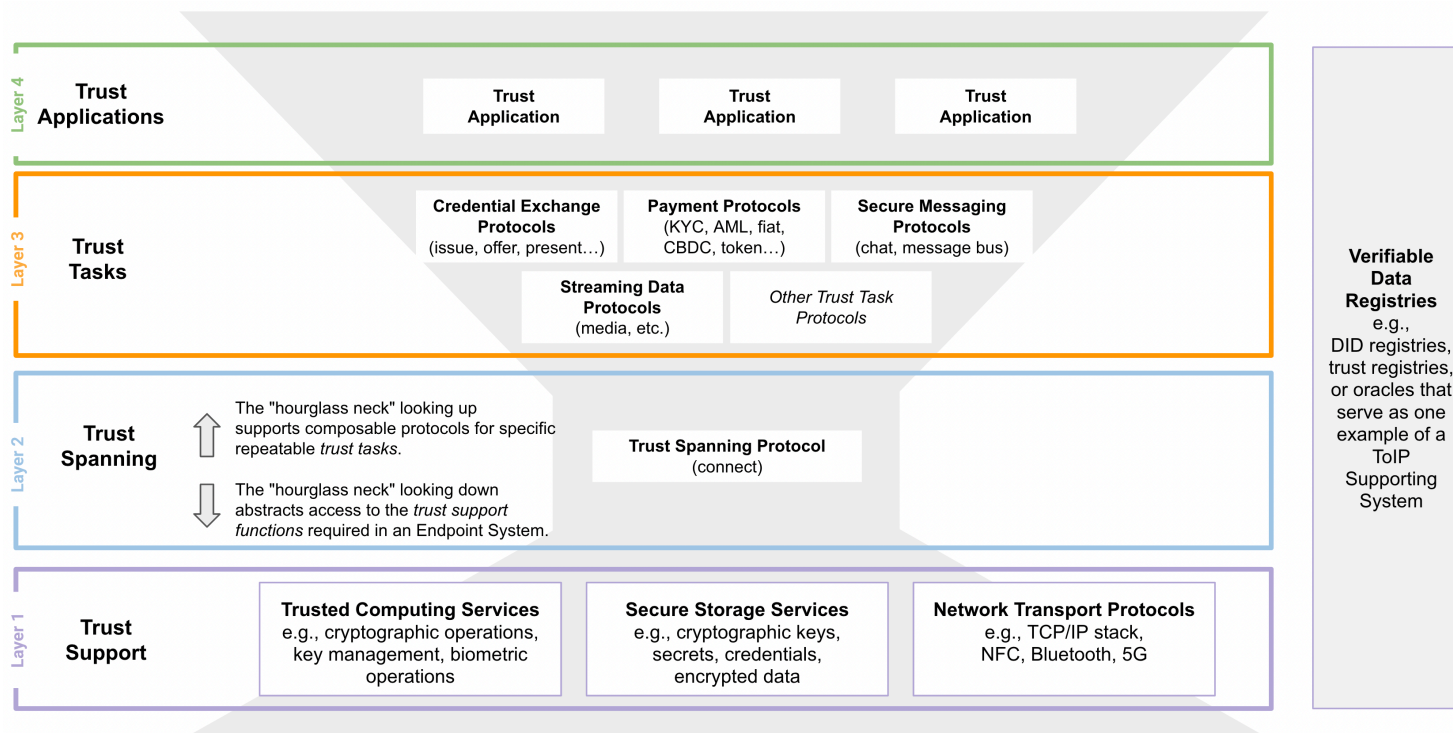 Layer 4
Trust
Applications
Trust
Application
Trust
Application
Trust
Application
Layer 3
Trust
Tasks
Credential Exchange
Protocols
(issue, offer, present…)
Payment Protocols
(KYC, AML, fiat,
CBDC, token…)
Secure Messaging
Protocols
(chat, message bus)
Streaming Data
Protocols
(media, etc.)
Other Trust Task
Protocols
Layer 2
Trust
Spanning
The "hourglass neck" looking up
supports composable protocols for specific
repeatable trust tasks.
The "hourglass neck" looking down
abstracts access to the trust support
functions required in an Endpoint System.
Trust Spanning Protocol
(connect)
Layer 1
Trust
Support
Trusted Computing Services
e.g., cryptographic operations,
key management, biometric
operations
Secure Storage Services
e.g., cryptographic keys,
secrets, credentials,
encrypted data
Network Transport Protocols
e.g., TCP/IP stack,
NFC, Bluetooth, 5G
Verifiable
Data
Registries
e.g.,
DID registries,
trust registries,
or oracles that
serve as one
example of a
ToIP
Supporting
System